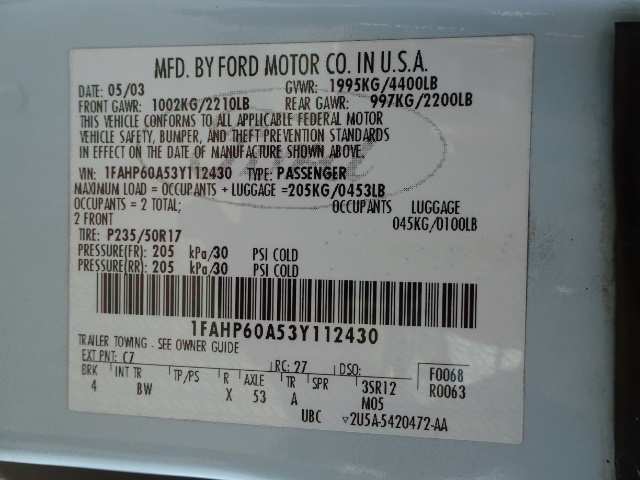 MFD. BY FORD MOTOR CO. IN U.S.A.
DATE: 05/03 GVWR: 1995KG/4400LB
FRONT GAWR: 1002KG/2210LB REAR GAWR: 997KG/2200LB
THIS VEHICLE CONFORMS TO ALL APPLICABLE FEDERAL MOTOR
VEHICLE SAFETY, BUMPER, AND THEFT PREVENTION STANDARDS
IN EFFECT ON THE DATE OF MANUFACTURE SHOWN ABOVE.
VIN: 1FAHP60A53Y112430 TYPE: PASSENGER
MAXIMUM LOAD = OCCUPANTS + LUGGAGE =205KG/0453LB
OCCUPANTS = 2 TOTAL; OCCUPANTS LUGGAGE
2 FRONT 045KG/0100LB
TIRE: P235/50R17
PRESSURE(FR): 205 kPa/30 PSI COLD
PRESSURE(RR): 205 kPa/30 PSI COLD
1FAHP60A53Y112430
TRAILER TOWING - SEE OWNER GUIDE
EXT PNT: C7 RC: 27 DSO: F0068
BRK INT TR TP/PS R AXLE TR SPR 3SR12 R0063
4 BW X 53 A M05
UBC ▽2U5A-5420472-AA